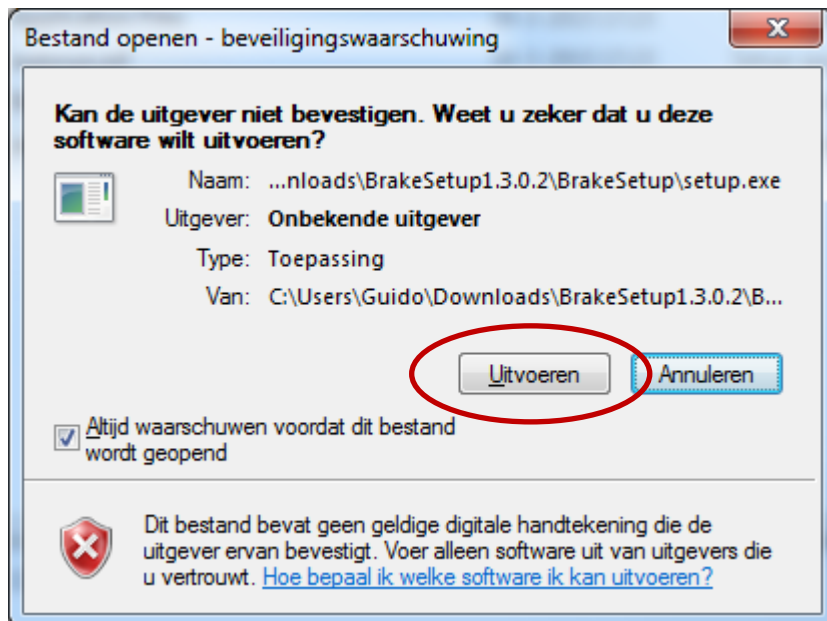 Bestand openen - beveiligingswaarschuwing
Kan de uitgever niet bevestigen. Weet u zeker dat u deze
software wilt uitvoeren?
Naam: ...nloads\BrakeSetup1.3.0.2\BrakeSetup\setup.exe
Uitgever: Onbekende uitgever
Type: Toepassing
Van: C:\Users\Guido\Downloads\BrakeSetup1.3.0.2\B...
Uitvoeren Annuleren
Altijd waarschuwen voordat dit bestand
wordt geopend
Dit bestand bevat geen geldige digitale handtekening die de
uitgever ervan bevestigt. Voer alleen software uit van uitgevers die
u vertrouwt. Hoe bepaal ik welke software ik kan uitvoeren?